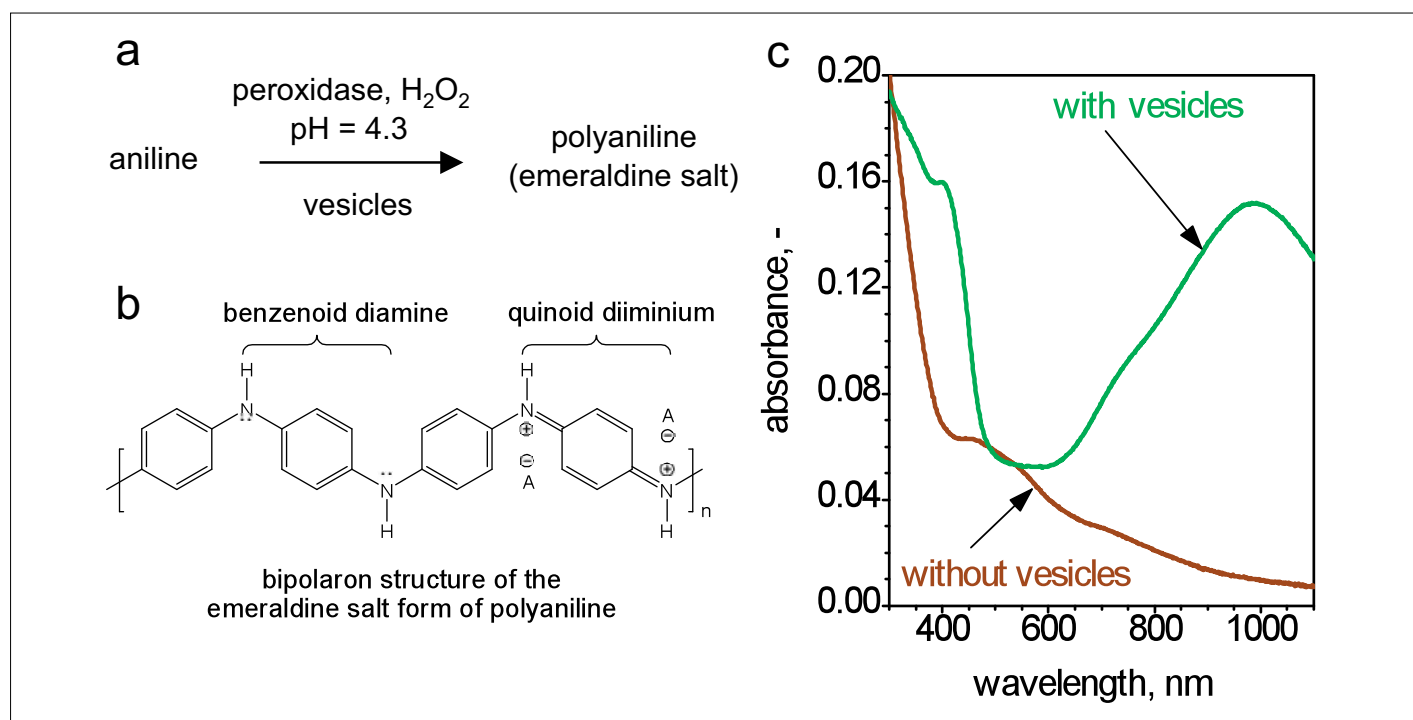 a
peroxidase, H₂O₂
pH = 4.3
aniline
polyaniline
(emeraldine salt)
vesicles
b
benzenoid diamine
quinoid diiminium
H
H
N
N
A
A
N
N
n
H
H
bipolaron structure of the
emeraldine salt form of polyaniline
c
0.20
0.16
0.12
0.08
0.04
0.00
absorbance, -
with vesicles
without vesicles
400 600 800 1000
wavelength, nm